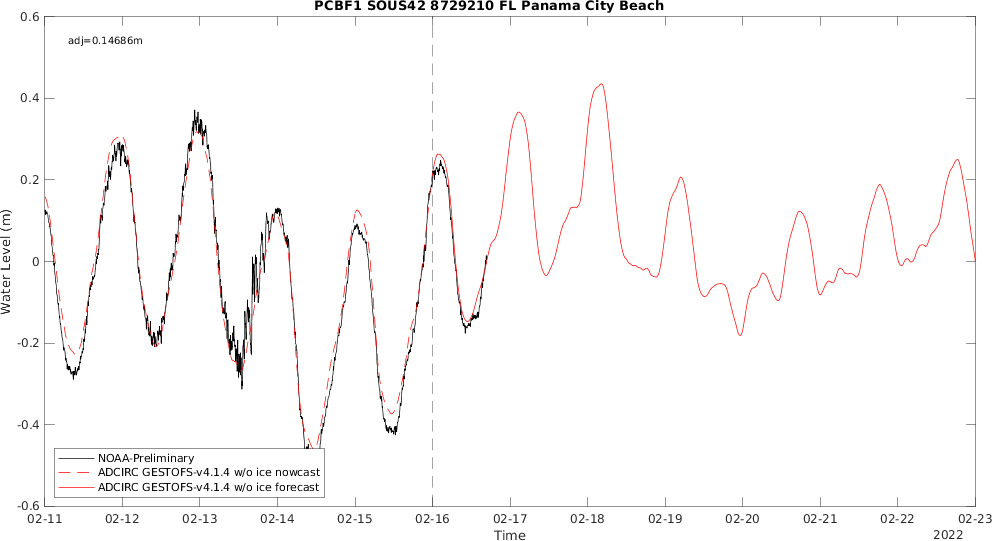 PCBF1 SOUS42 8729210 FL Panama City Beach
adj=0.14686m
0.6
0.4
0.2
0
-0.2
-0.4
-0.6
Water Level (m)
NOAA-Preliminary
ADCIRC GESTOFS-v4.1.4 w/o ice nowcast
ADCIRC GESTOFS-v4.1.4 w/o ice forecast
02-11 02-12 02-13 02-14 02-15 02-16 02-17 02-18 02-19 02-20 02-21 02-22 02-23
Time
2022